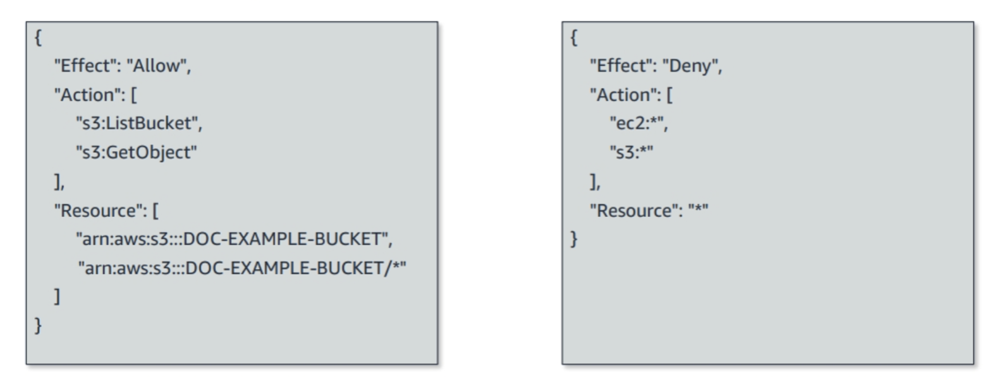 {
"Effect": "Allow",
"Action": [
"s3:ListBucket",
"s3:GetObject"
],
"Resource": [
"arn:aws:s3:::DOC-EXAMPLE-BUCKET",
"arn:aws:s3:::DOC-EXAMPLE-BUCKET/*"
]
}
{
"Effect": "Deny",
"Action": [
"ec2:*",
"s3:*"
],
"Resource": "*"
}